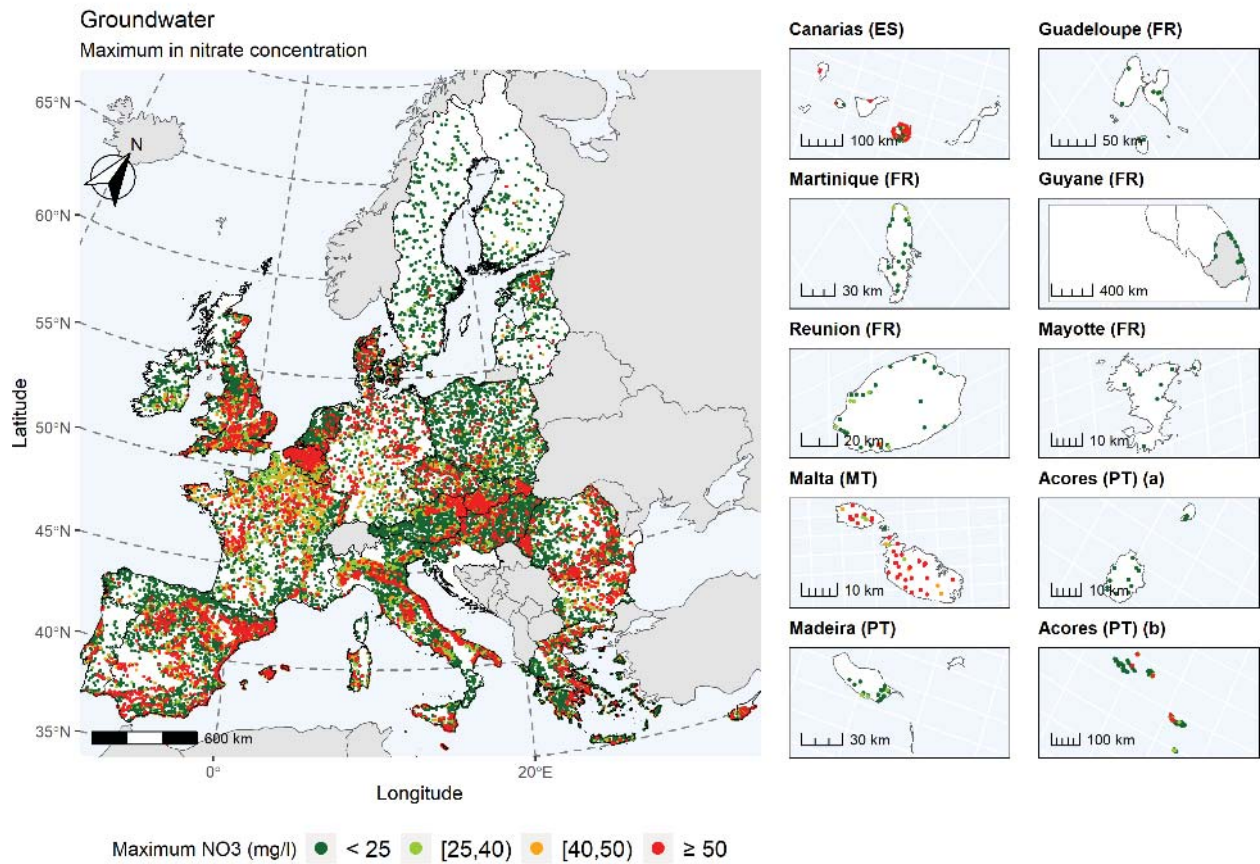 Groundwater
Maximum in nitrate concentration
65°N
60°N
55°N
50°N
45°N
40°N
35°N
N
600 km
0°
20°E
Latitude
Longitude
Canarias (ES)
100 km
Guadeloupe (FR)
50 km
Martinique (FR)
30 km
Guyane (FR)
400 km
Reunion (FR)
20 km
Mayotte (FR)
10 km
Malta (MT)
10 km
Acores (PT) (a)
10 km
Madeira (PT)
30 km
Acores (PT) (b)
100 km
Maximum NO3 (mg/l) < 25 [25,40) [40,50) ≥ 50